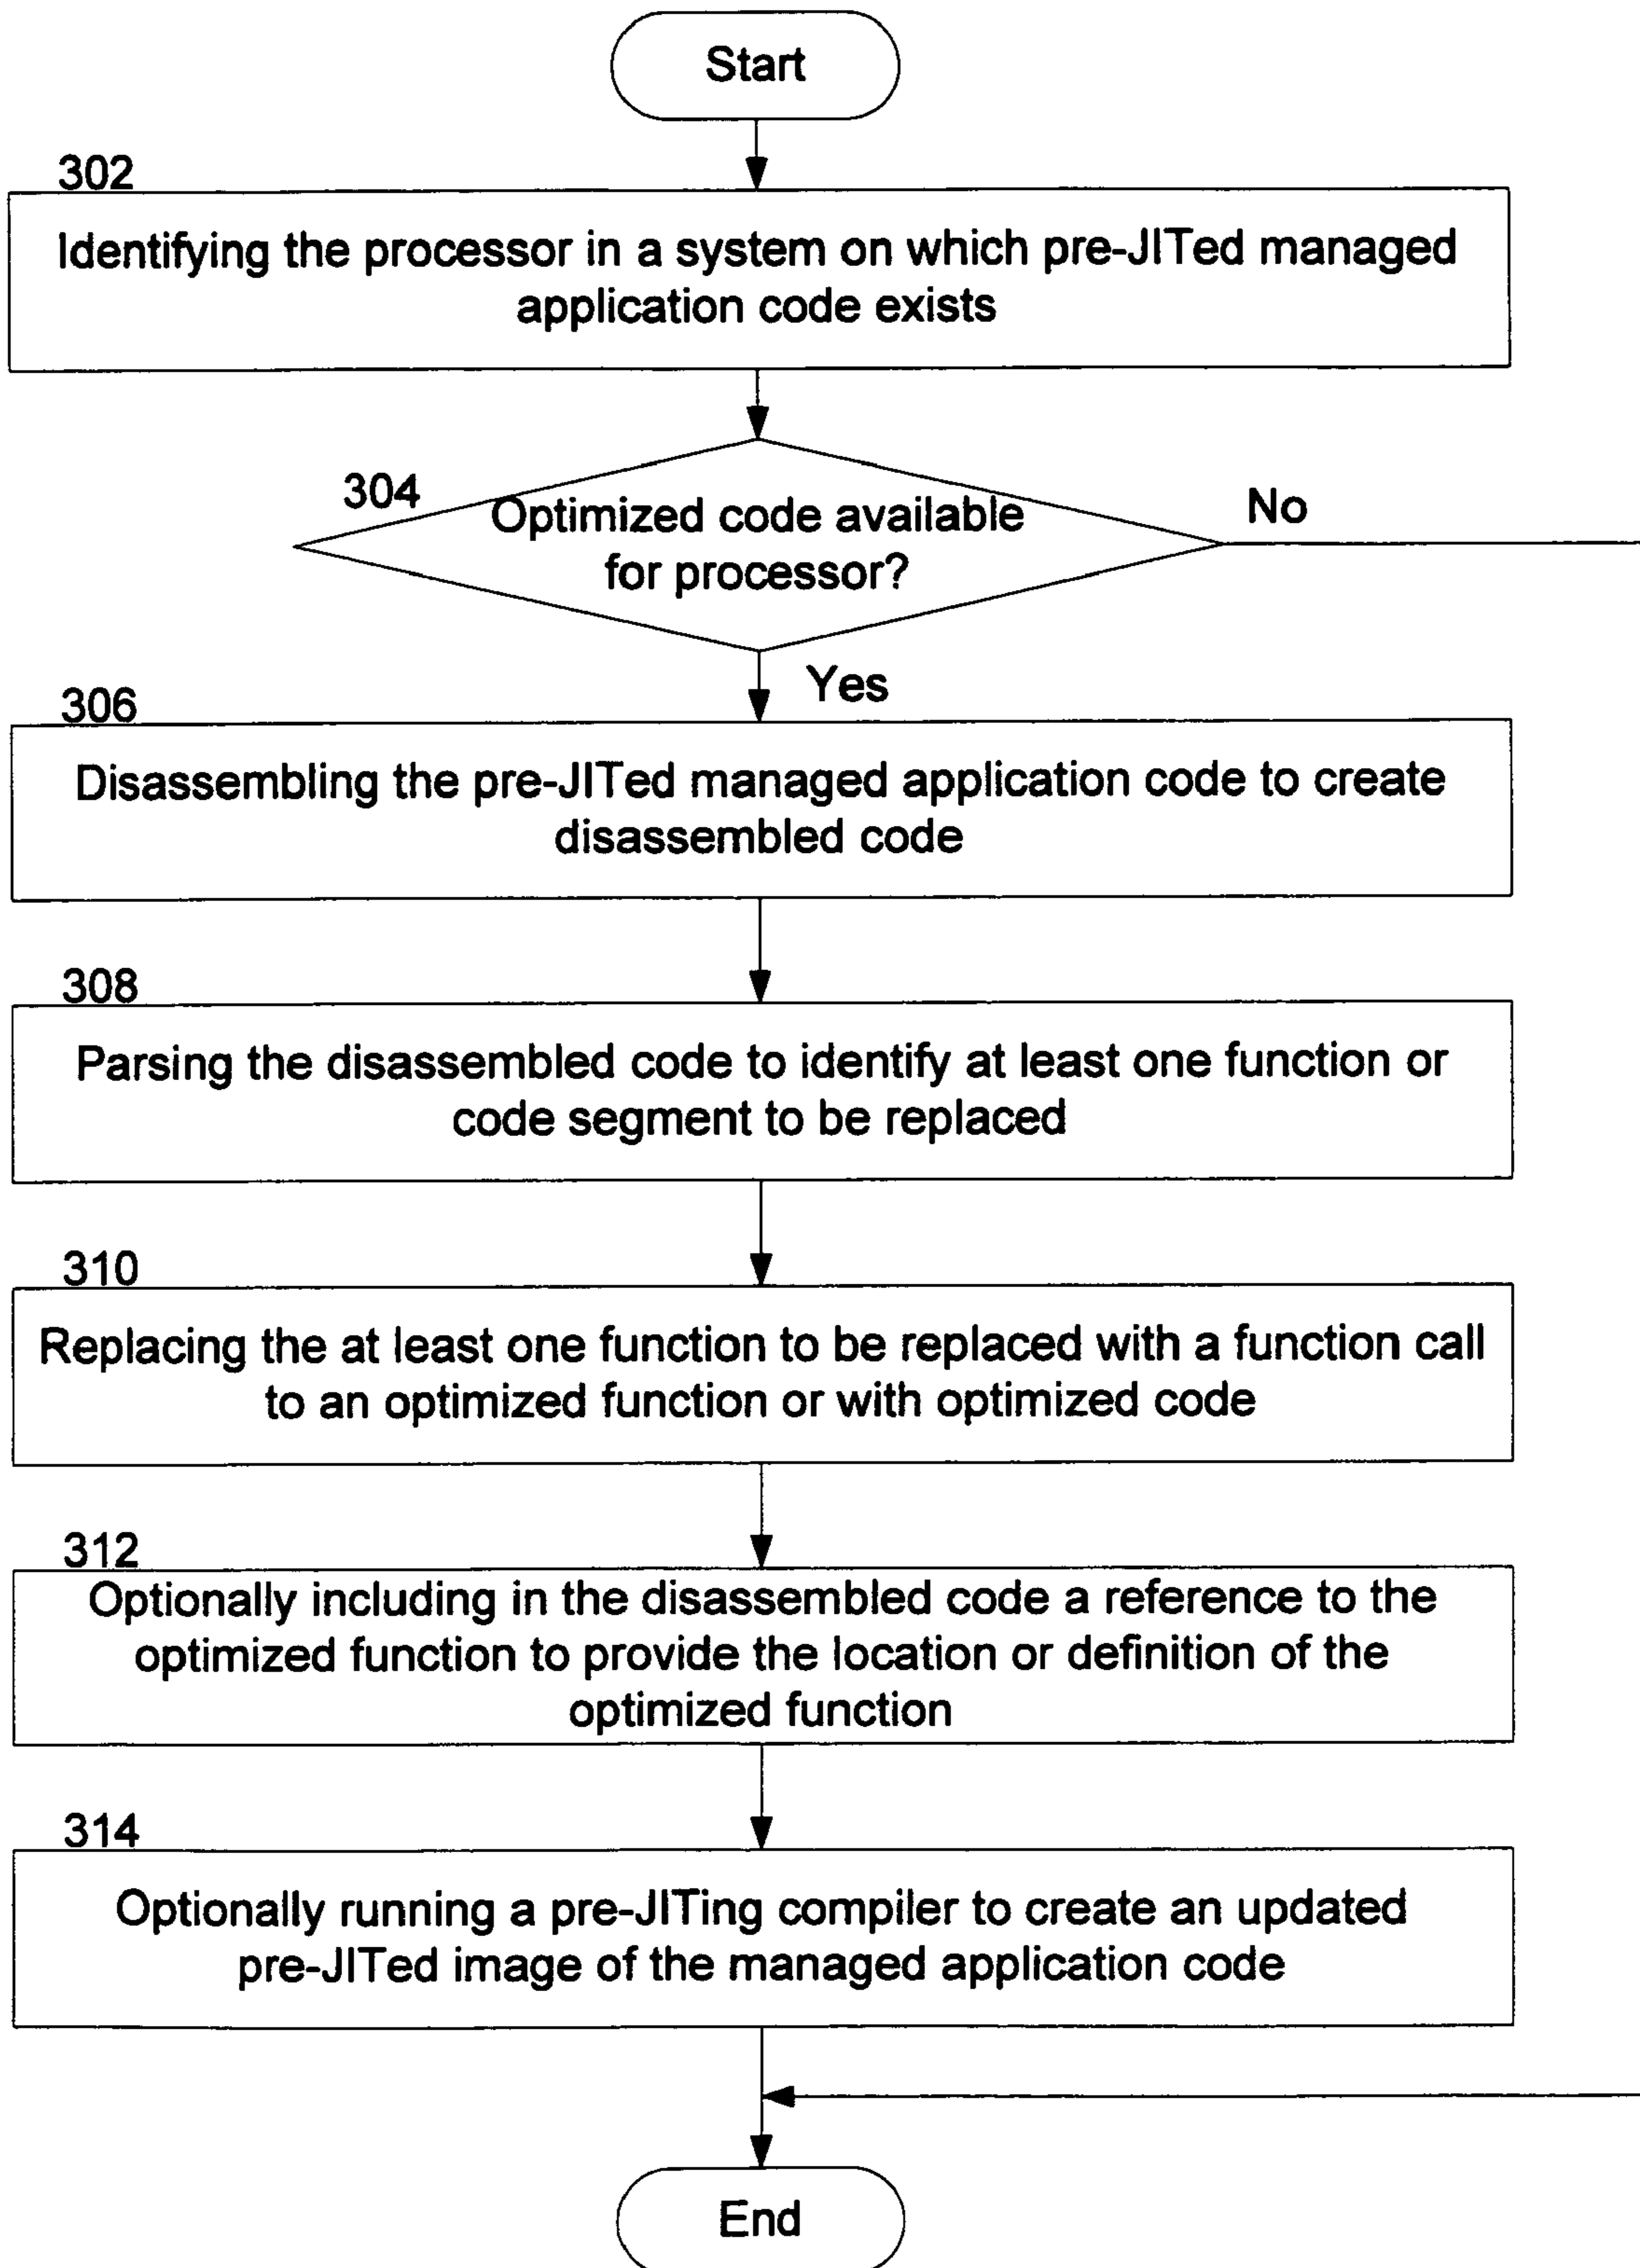 Start
302
Identifying the processor in a system on which pre-JITed managed
application code exists
304
Optimized code available
for processor?
No
Yes
306
Disassembling the pre-JITed managed application code to create
disassembled code
308
Parsing the disassembled code to identify at least one function or
code segment to be replaced
310
Replacing the at least one function to be replaced with a function call
to an optimized function or with optimized code
312
Optionally including in the disassembled code a reference to the
optimized function to provide the location or definition of the
optimized function
314
Optionally running a pre-JITing compiler to create an updated
pre-JITed image of the managed application code
End